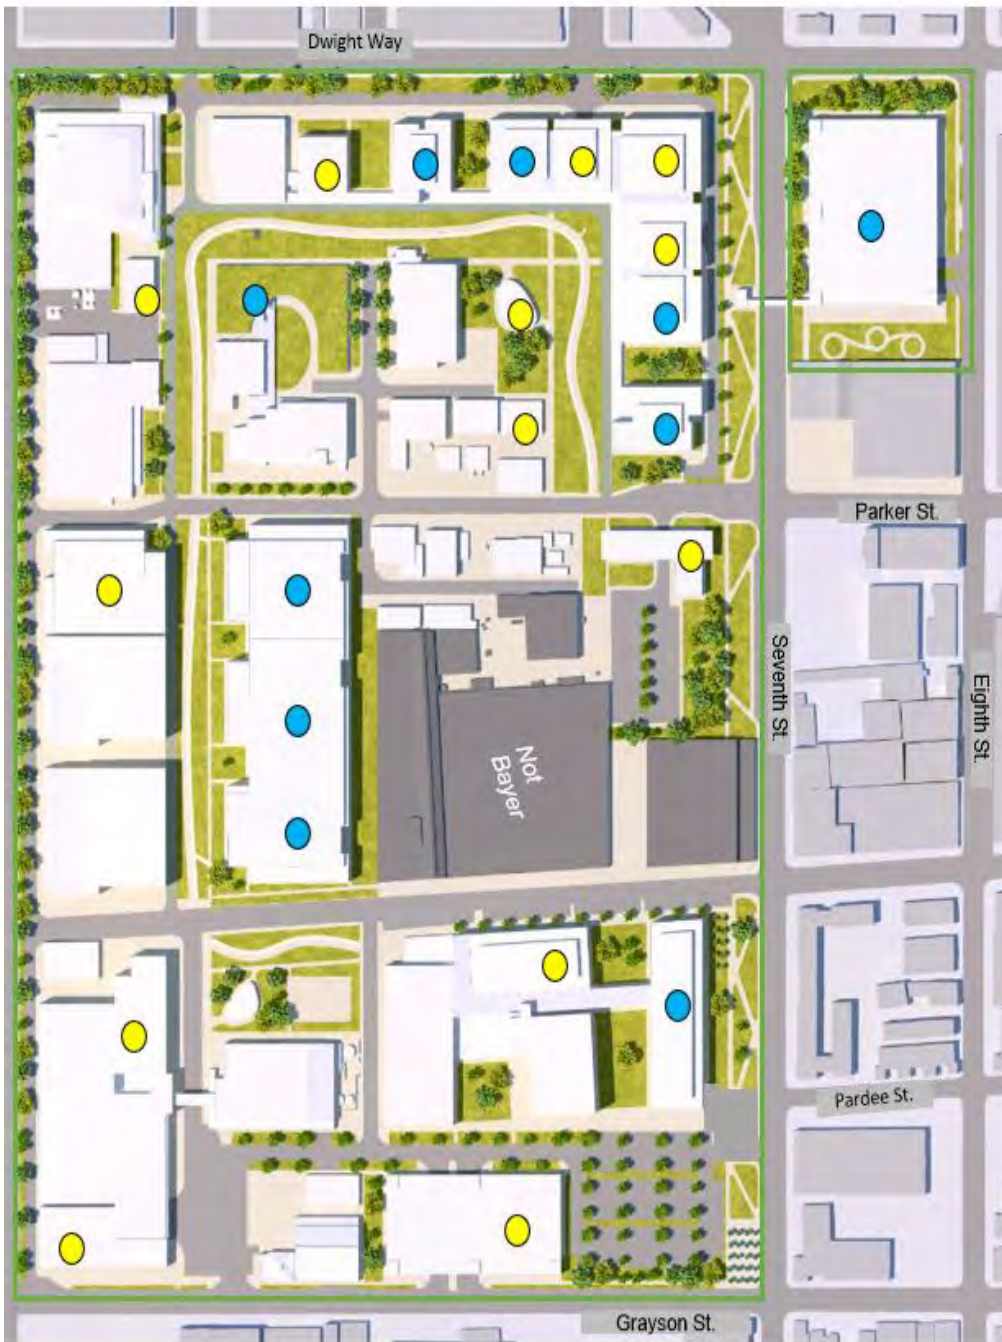 Dwight Way
Parker St.
Seventh St.
Eighth St.
Not
Bayer
Pardee St.
Grayson St.